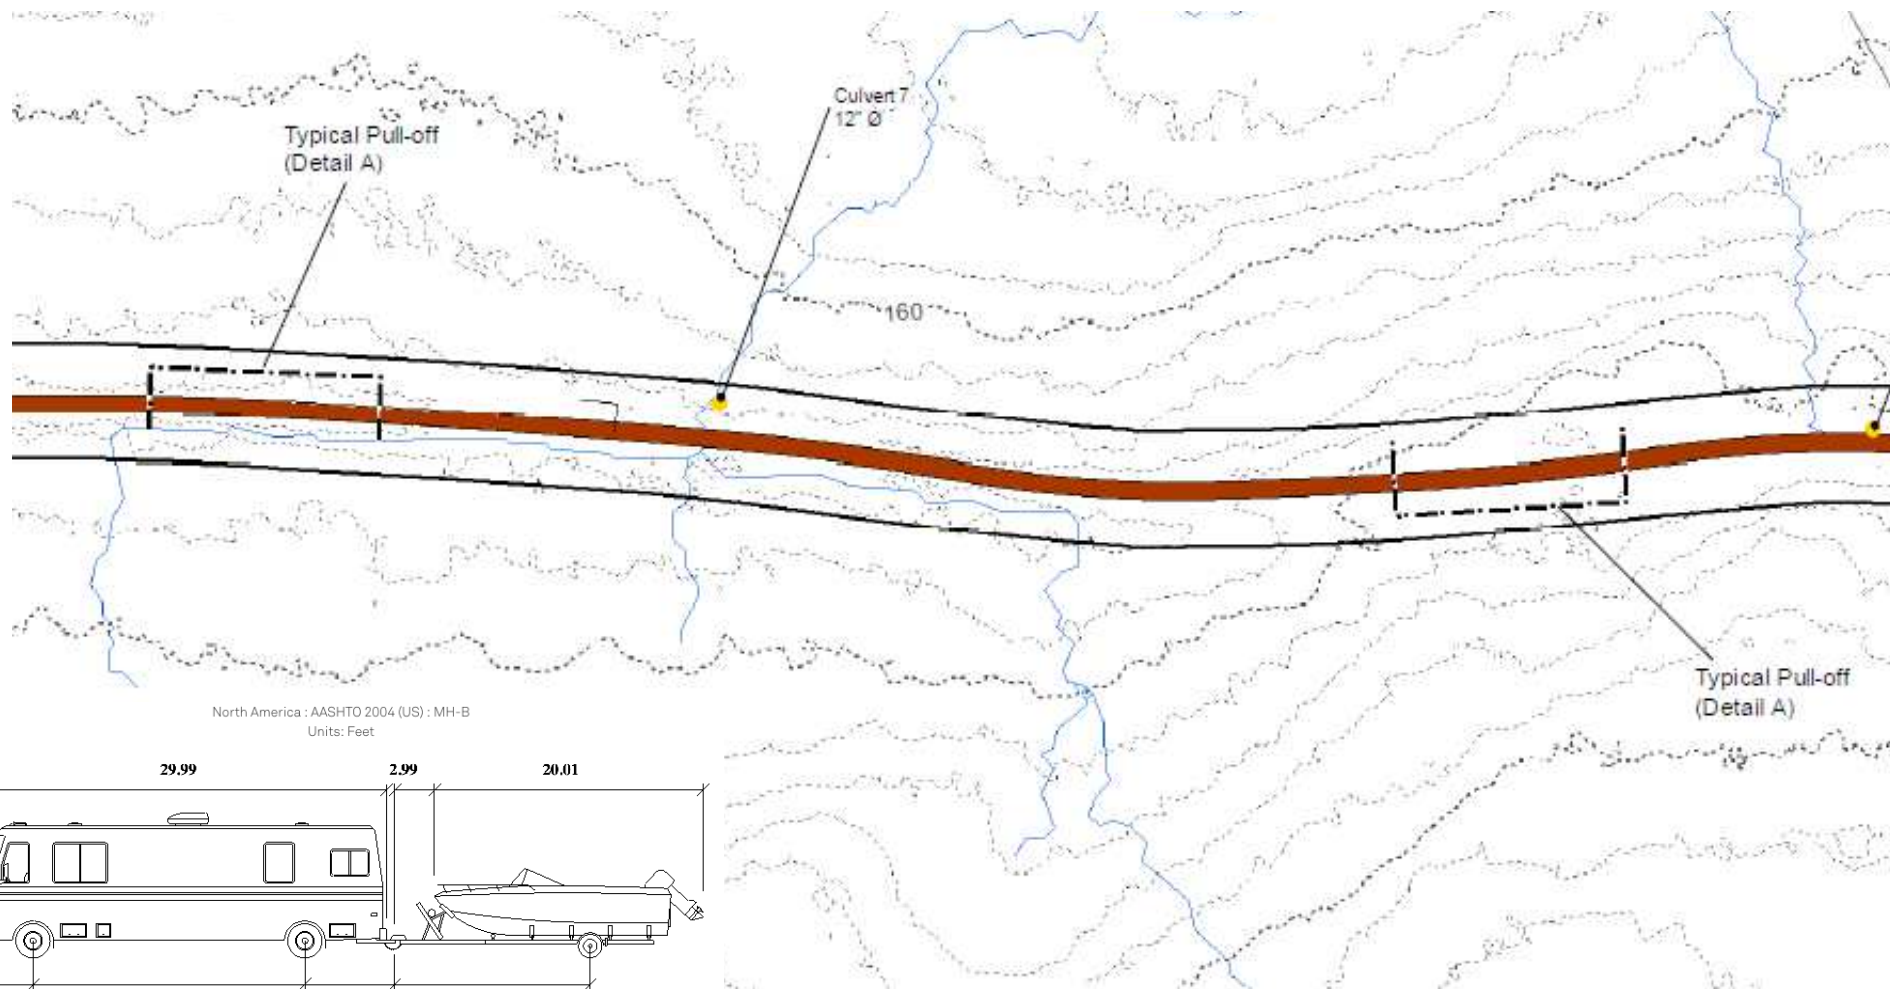 Culvert 7
12" Ø
Typical Pull-off
(Detail A)
160
Typical Pull-off
(Detail A)
North America : AASHTO 2004 (US) : MH-B
Units: Feet
29.99 2.99 20.01